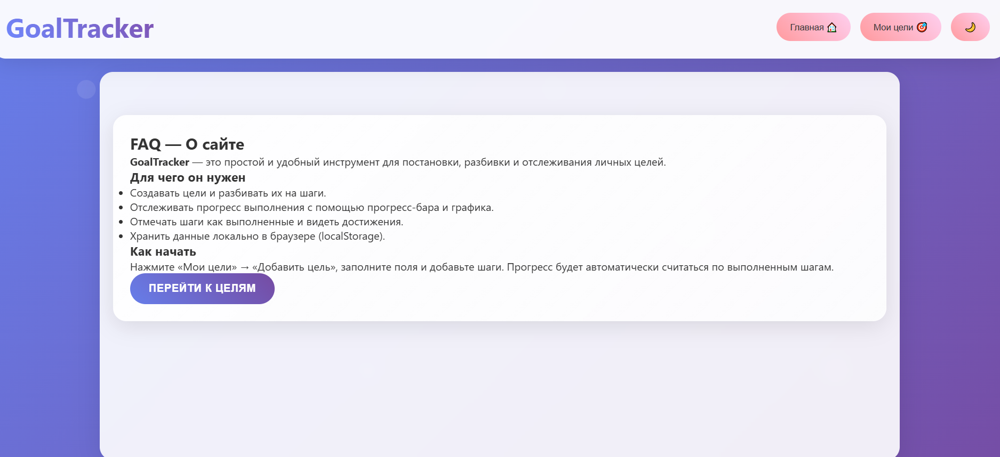 GoalTracker
Главная 🏠
Мои цели 🎯
🌙
FAQ — О сайте
GoalTracker — это простой и удобный инструмент для постановки, разбивки и отслеживания личных целей.
Для чего он нужен
• Создавать цели и разбивать их на шаги.
• Отслеживать прогресс выполнения с помощью прогресс-бара и графика.
• Отмечать шаги как выполненные и видеть достижения.
• Хранить данные локально в браузере (localStorage).
Как начать
Нажмите «Мои цели» → «Добавить цель», заполните поля и добавьте шаги. Прогресс будет автоматически считаться по выполненным шагам.
ПЕРЕЙТИ К ЦЕЛЯМ